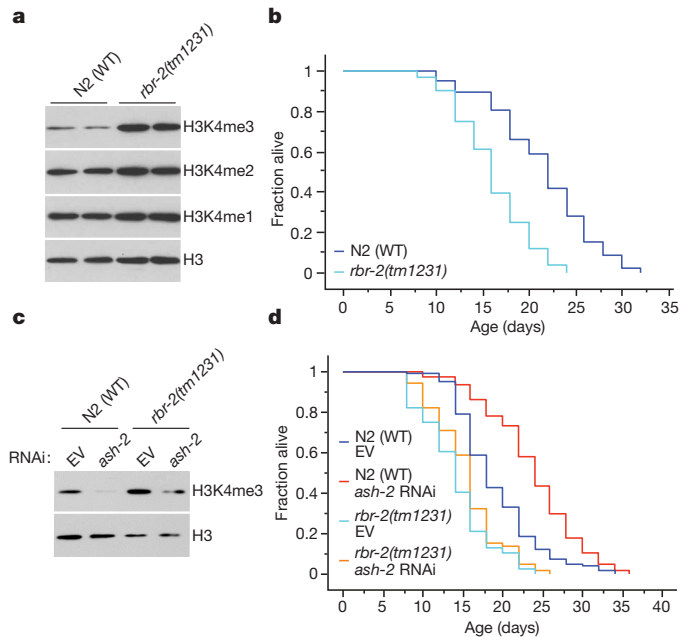 a
N2 (WT)
rbr-2(tm1231)
H3K4me3
H3K4me2
H3K4me1
H3
b
Fraction alive
1
0.8
0.6
0.4
0.2
0
N2 (WT)
rbr-2(tm1231)
0 5 10 15 20 25 30 35
Age (days)
c
N2 (WT)
rbr-2(tm1231)
RNAi: EV ash-2 EV ash-2
H3K4me3
H3
d
Fraction alive
1
0.8
0.6
0.4
0.2
0
N2 (WT)
EV
N2 (WT)
ash-2 RNAi
rbr-2(tm1231)
EV
rbr-2(tm1231)
ash-2 RNAi
0 5 10 15 20 25 30 35 40
Age (days)